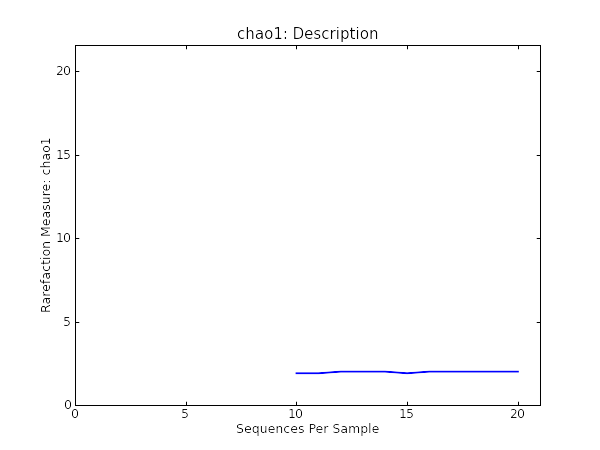 chao1: Description
Rarefaction Measure: chao1
20
15
10
5
0
0 5 10 15 20
Sequences Per Sample